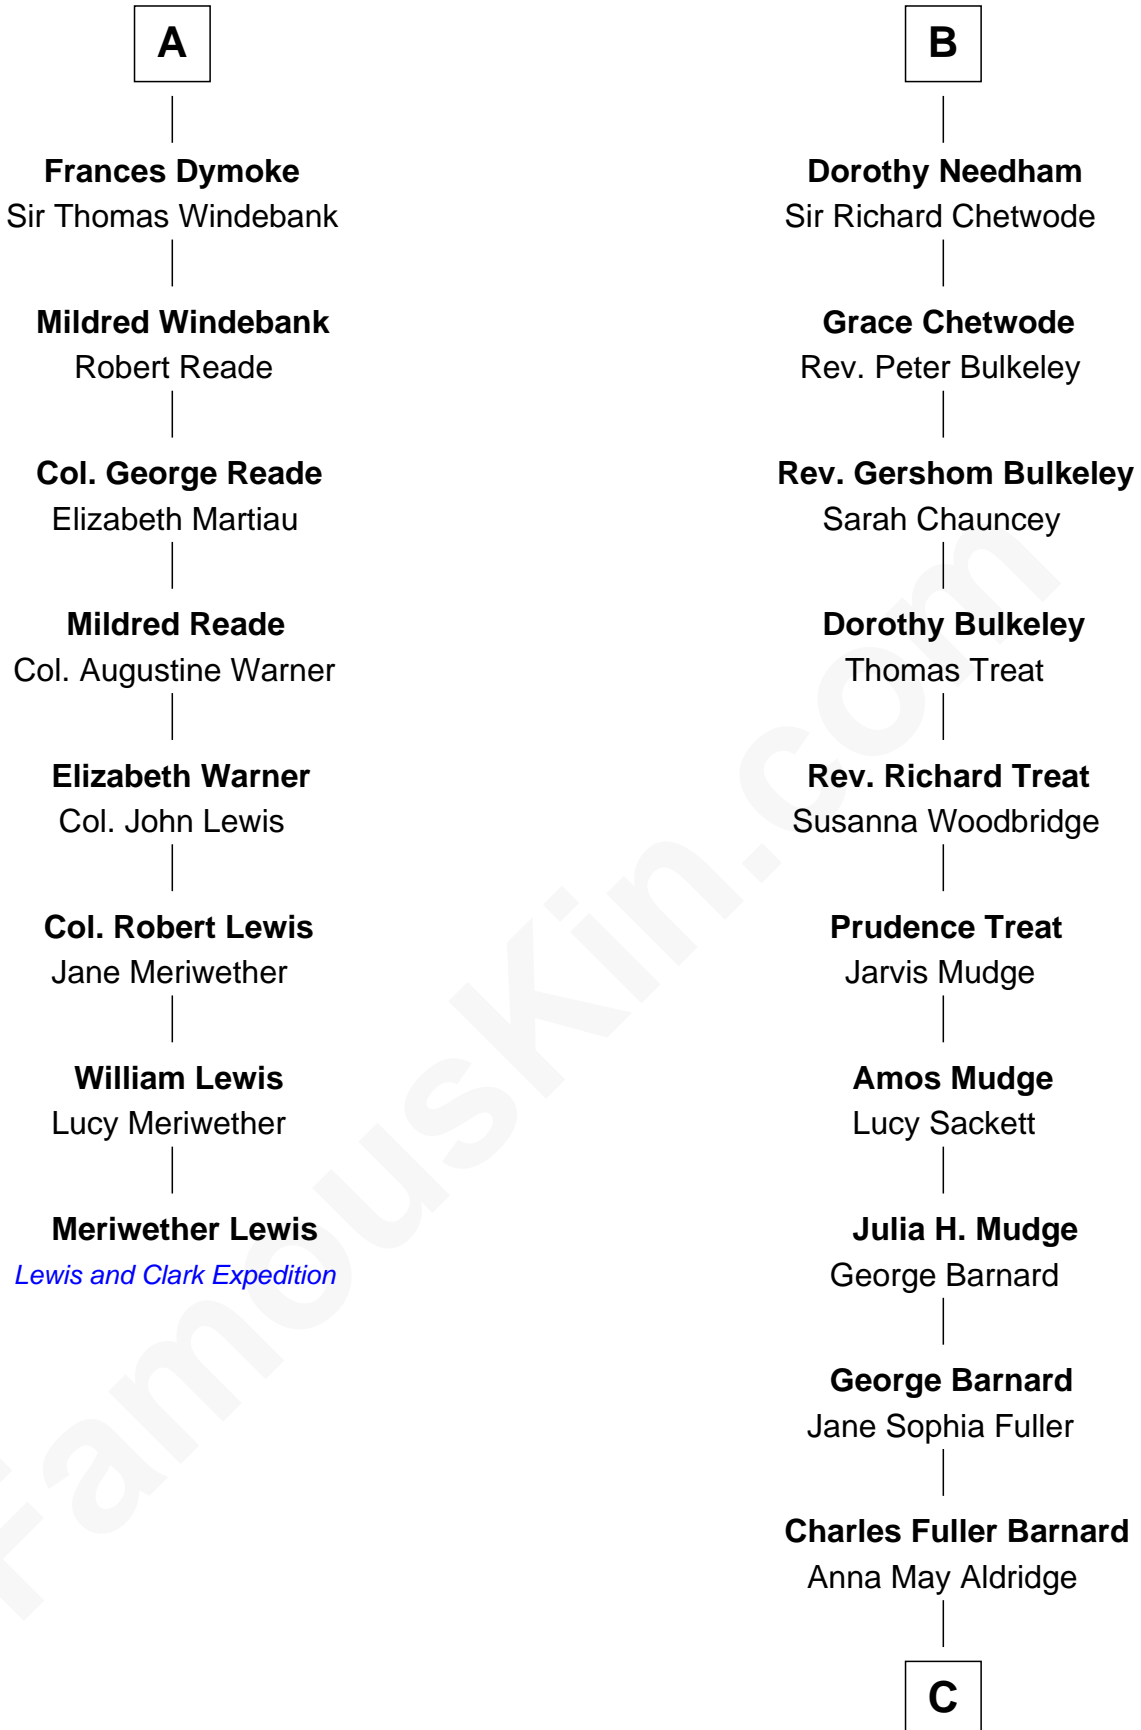 A
Frances Dymoke
Sir Thomas Windebank
Mildred Windebank
Robert Reade
Col. George Reade
Elizabeth Martiau
Mildred Reade
Col. Augustine Warner
Elizabeth Warner
Col. John Lewis
Col. Robert Lewis
Jane Meriwether
William Lewis
Lucy Meriwether
Meriwether Lewis
Lewis and Clark Expedition
B
Dorothy Needham
Sir Richard Chetwode
Grace Chetwode
Rev. Peter Bulkeley
Rev. Gershom Bulkeley
Sarah Chauncey
Dorothy Bulkeley
Thomas Treat
Rev. Richard Treat
Susanna Woodbridge
Prudence Treat
Jarvis Mudge
Amos Mudge
Lucy Sackett
Julia H. Mudge
George Barnard
George Barnard
Jane Sophia Fuller
Charles Fuller Barnard
Anna May Aldridge
C
FamousKin.com